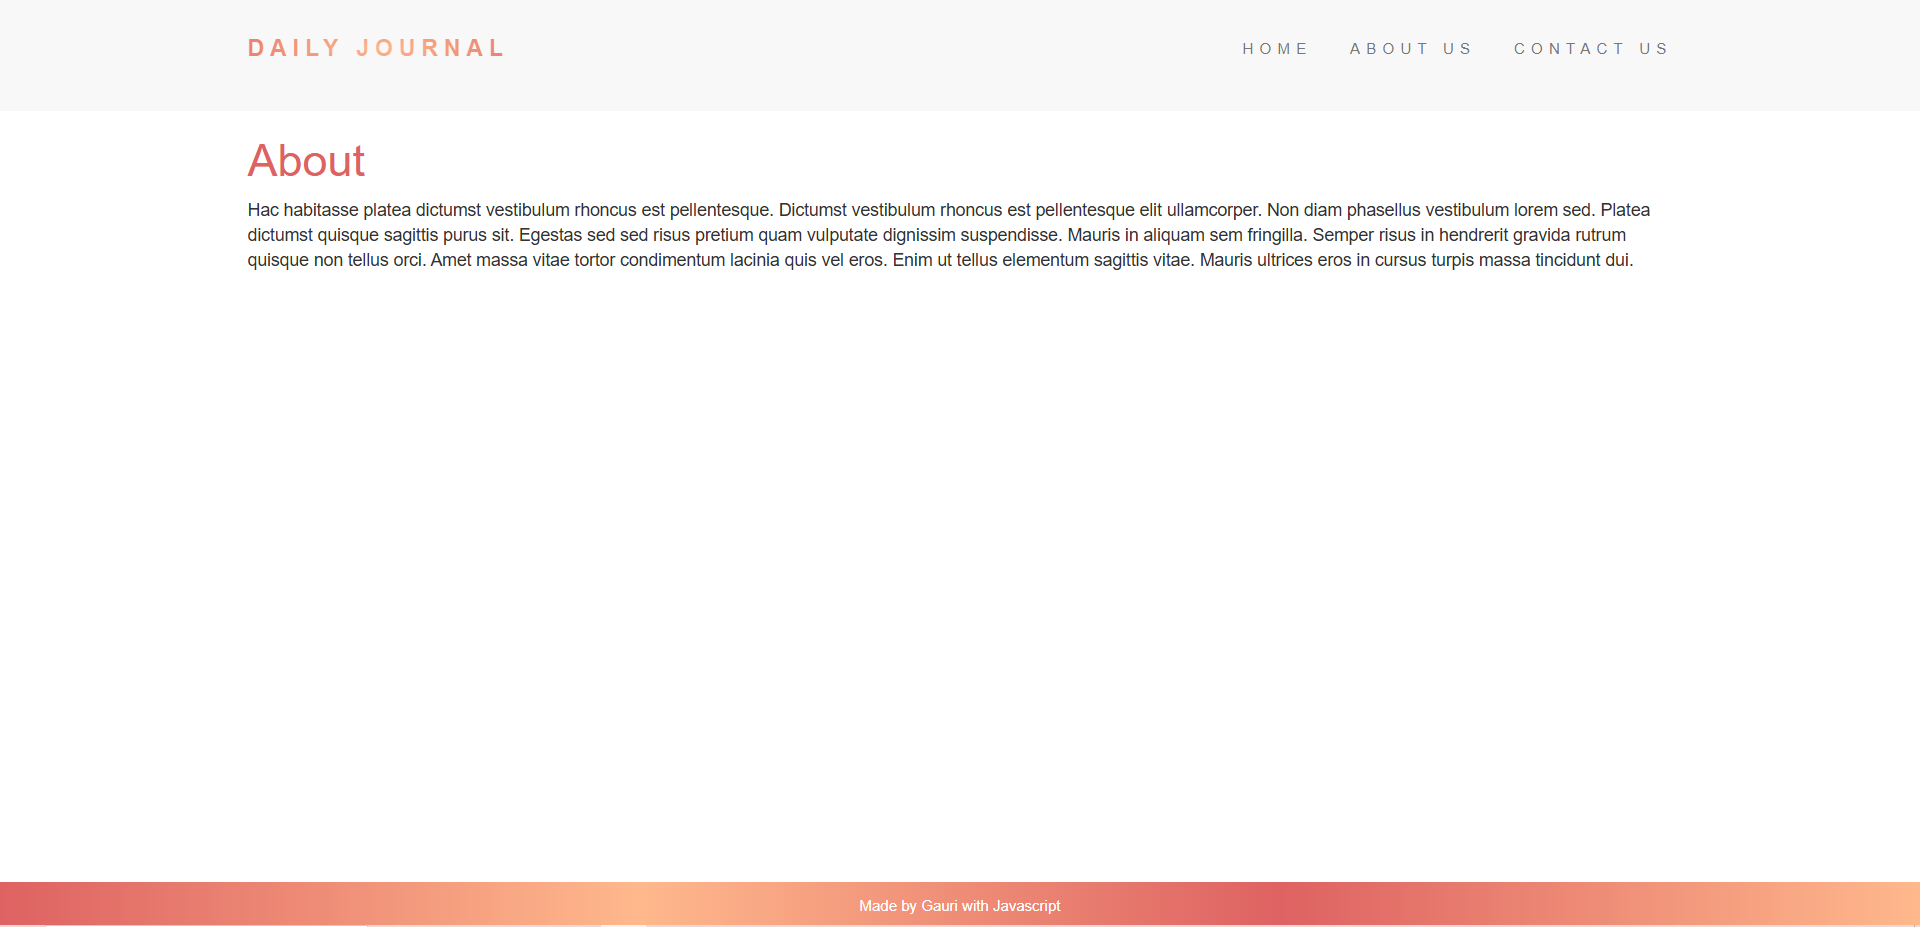 DAILY JOURNAL
HOME ABOUT US CONTACT US
About
Hac habitasse platea dictumst vestibulum rhoncus est pellentesque. Dictumst vestibulum rhoncus est pellentesque elit ullamcorper. Non diam phasellus vestibulum lorem sed. Platea
dictumst quisque sagittis purus sit. Egestas sed sed risus pretium quam vulputate dignissim suspendisse. Mauris in aliquam sem fringilla. Semper risus in hendrerit gravida rutrum
quisque non tellus orci. Amet massa vitae tortor condimentum lacinia quis vel eros. Enim ut tellus elementum sagittis vitae. Mauris ultrices eros in cursus turpis massa tincidunt dui.
Made by Gauri with Javascript